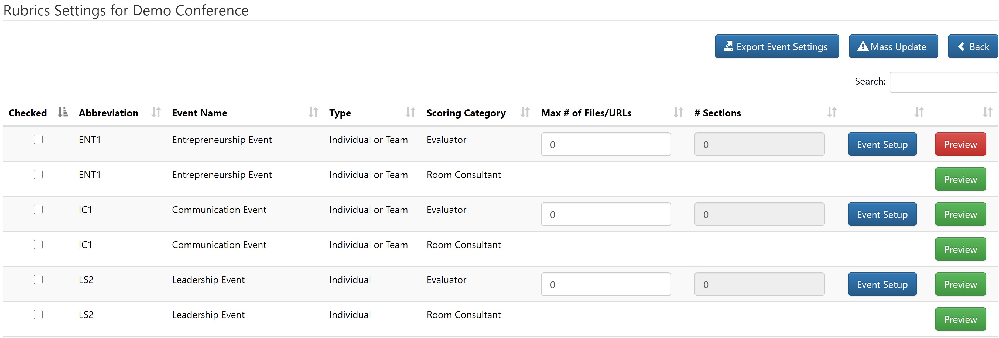 Rubrics Settings for Demo Conference
Export Event Settings Mass Update Back
Search:
Checked Abbreviation Event Name Type Scoring Category Max # of Files/URLs # Sections
ENT1 Entrepreneurship Event Individual or Team Evaluator 0 0 Event Setup Preview
ENT1 Entrepreneurship Event Individual or Team Room Consultant Preview
IC1 Communication Event Individual or Team Evaluator 0 0 Event Setup Preview
IC1 Communication Event Individual or Team Room Consultant Preview
LS2 Leadership Event Individual Evaluator 0 0 Event Setup Preview
LS2 Leadership Event Individual Room Consultant Preview